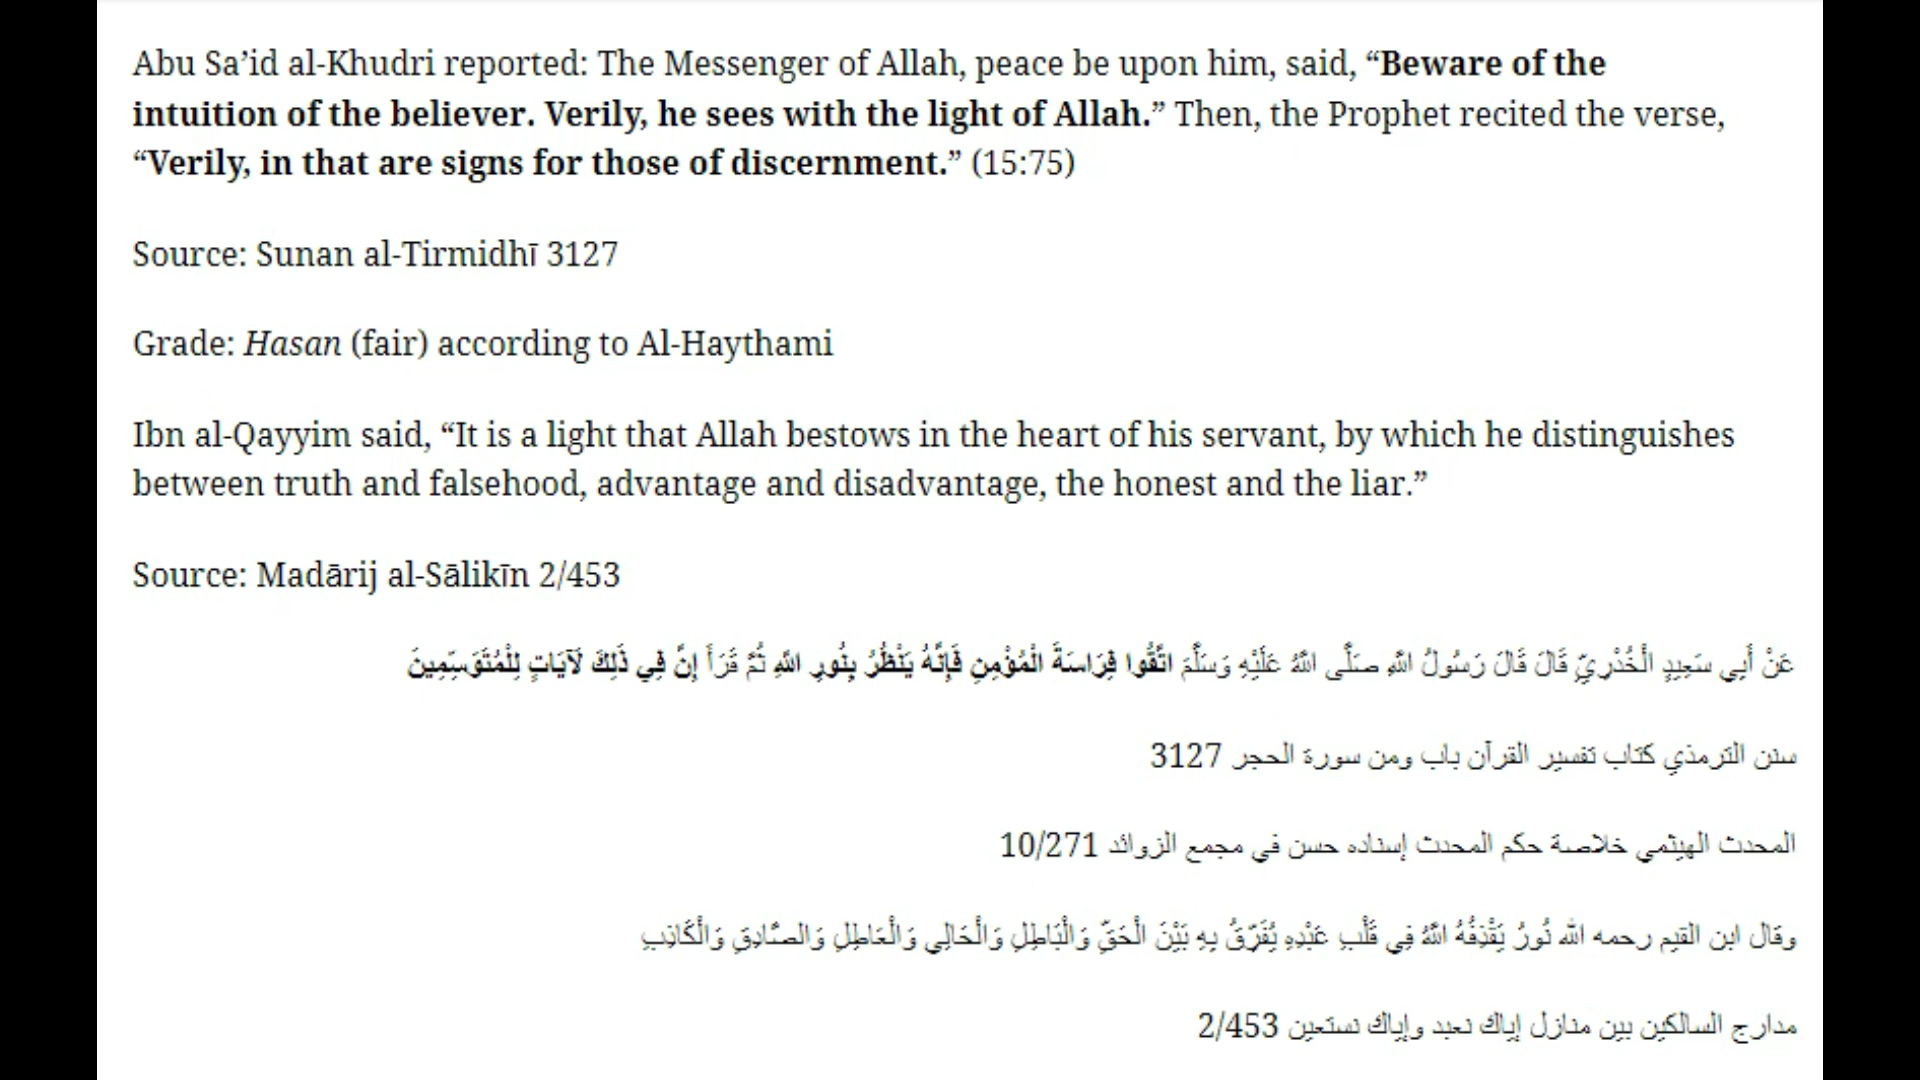 Abu Sa’id al-Khudri reported: The Messenger of Allah, peace be upon him, said, “Beware of the
intuition of the believer. Verily, he sees with the light of Allah.” Then, the Prophet recited the verse,
“Verily, in that are signs for those of discernment.” (15:75)
Source: Sunan al-Tirmidhī 3127
Grade: Hasan (fair) according to Al-Haythami
Ibn al-Qayyim said, “It is a light that Allah bestows in the heart of his servant, by which he distinguishes
between truth and falsehood, advantage and disadvantage, the honest and the liar.”
Source: Madārij al-Sālikīn 2/453
عَنْ أَبِي سَعِيدٍ الْخُدْرِيِّ قَالَ قَالَ رَسُولُ اللَّهِ صَلَّى اللَّهُ عَلَيْهِ وَسَلَّمَ اتَّقُوا فِرَاسَةَ الْمُؤْمِنِ فَإِنَّهُ يَنْظُرُ بِنُورِ اللَّهِ ثُمَّ قَرَأَ إِنَّ فِي ذَلِكَ لَآيَاتٍ لِلْمُتَوَسِّمِينَ
سنن الترمذي كتاب تفسير القرآن باب ومن سورة الحجر 3127
المحدث الهيثمي خلاصة حكم المحدث إسناده حسن في مجمع الزوائد 10/271
وقال ابن القيم رحمه الله نُورٌ يَقْذِفُهُ اللَّهُ فِي قَلْبِ عَبْدِهِ يُفَرِّقُ بِهِ بَيْنَ الْحَقِّ وَالْبَاطِلِ وَالْحَالِي وَالْعَاطِلِ وَالصَّادِقِ وَالْكَاذِبِ
مدارج السالكين بين منازل إياك نعبد وإياك نستعين 2/453